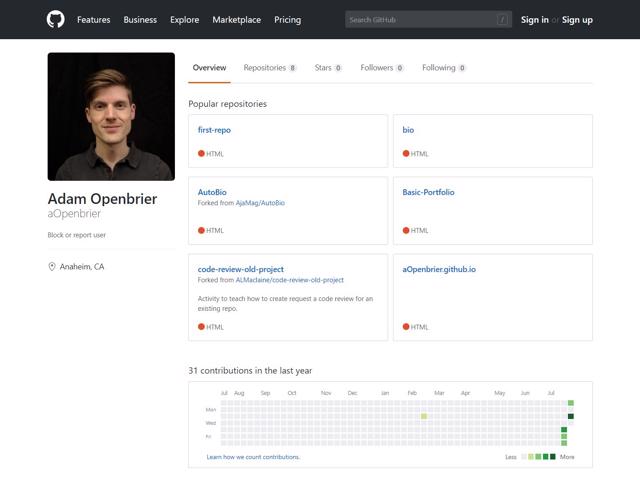 Features Business Explore Marketplace Pricing Search GitHub / Sign in or Sign up
Overview Repositories 8 Stars 0 Followers 0 Following 0
Popular repositories
first-repo
HTML
bio
HTML
AutoBio
Forked from AjaMag/AutoBio
HTML
Basic-Portfolio
HTML
code-review-old-project
Forked from ALMaclaine/code-review-old-project
Activity to teach how to create request a code review for an
existing repo.
HTML
aOpenbrier.github.io
HTML
Adam Openbrier
aOpenbrier
Block or report user
Anaheim, CA
31 contributions in the last year
Jul Aug Sep Oct Nov Dec Jan Feb Mar Apr May Jun Jul
Mon
Wed
Fri
Learn how we count contributions. Less More